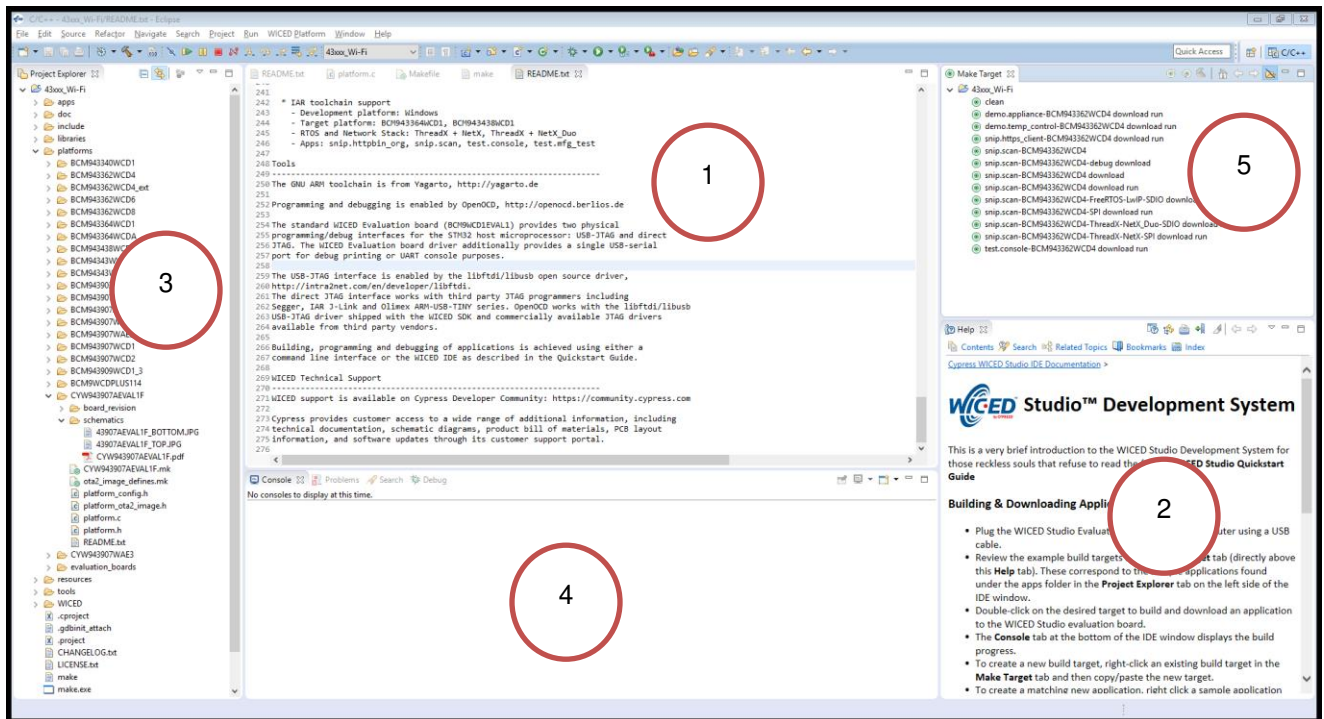 C/C++ - 43xxx_Wi-Fi/README.txt - Eclipse
File Edit Source Refactor Navigate Search Project Run WICED Platform Window Help
43xxx_Wi-Fi
Quick Access
C/C++
Project Explorer
43xxx_Wi-Fi
apps
doc
include
libraries
platforms
BCM943340WCD1
BCM943362WCD4
BCM943362WCD4_ext
BCM943362WCD6
BCM943362WCD8
BCM943364WCD1
BCM943364WCDA
BCM943907WCD1
BCM943907WCD2
BCM943909WCD1_3
BCM9WCDPLUS114
CYW943907AEVAL1F
board_revision
schematics
43907AEVAL1F_BOTTOM.JPG
43907AEVAL1F_TOP.JPG
CYW943907AEVAL1F.pdf
CYW943907AEVAL1F.mk
ota2_image_defines.mk
platform_config.h
platform_ota2_image.h
platform.c
platform.h
README.txt
CYW943907WAE3
evaluation_boards
resources
tools
WICED
.cproject
.gdbinit_attach
.project
CHANGELOG.txt
LICENSE.txt
make
make.exe
3
README.txt platform.c Makefile make README.txt
241
242 * IAR toolchain support
243 - Development platform: Windows
244 - Target platform: BCM943364WCD1, BCM943438WCD1
245 - RTOS and Network Stack: ThreadX + NetX, ThreadX + NetX_Duo
246 - Apps: snip.httpbin_org, snip.scan, test.console, test.mfg_test
247
248 Tools
249 ----------------------------------------------------------------------
250 The GNU ARM toolchain is from Yagarto, http://yagarto.de
251
252 Programming and debugging is enabled by OpenOCD, http://openocd.berlios.de
253
254 The standard WICED Evaluation board (BCM9WCD1EVAL1) provides two physical
255 programming/debug interfaces for the STM32 host microprocessor: USB-JTAG and direct
256 JTAG. The WICED Evaluation board driver additionally provides a single USB-serial
257 port for debug printing or UART console purposes.
258
259 The USB-JTAG interface is enabled by the libftdi/libusb open source driver,
260 http://intra2net.com/en/developer/libftdi.
261 The direct JTAG interface works with third party JTAG programmers including
262 Segger, IAR J-Link and Olimex ARM-USB-TINY series. OpenOCD works with the libftdi/libusb
263 USB-JTAG driver shipped with the WICED SDK and commercially available JTAG drivers
264 available from third party vendors.
265
266 Building, programming and debugging of applications is achieved using either a
267 command line interface or the WICED IDE as described in the Quickstart Guide.
268
269 WICED Technical Support
270 ----------------------------------------------------------------------
271 WICED support is available on Cypress Developer Community: https://community.cypress.com
272
273 Cypress provides customer access to a wide range of additional information, including
274 technical documentation, schematic diagrams, product bill of materials, PCB layout
275 information, and software updates through its customer support portal.
276
1
Console Problems Search Debug
No consoles to display at this time.
4
Make Target
43xxx_Wi-Fi
clean
demo.appliance-BCM943362WCD4 download run
demo.temp_control-BCM943362WCD4 download run
snip.https_client-BCM943362WCD4 download run
snip.scan-BCM943362WCD4
snip.scan-BCM943362WCD4-debug download
snip.scan-BCM943362WCD4 download
snip.scan-BCM943362WCD4 download run
snip.scan-BCM943362WCD4-FreeRTOS-LwIP-SDIO download
snip.scan-BCM943362WCD4-SPI download run
snip.scan-BCM943362WCD4-ThreadX-NetX_Duo-SDIO download
snip.scan-BCM943362WCD4-ThreadX-NetX-SPI download run
test.console-BCM943362WCD4 download run
5
Help
Contents Search Related Topics Bookmarks Index
Cypress WICED Studio IDE Documentation >
WICED Studio™ Development System
This is a very brief introduction to the WICED Studio Development System for
those reckless souls that refuse to read the WICED Studio Quickstart
Guide
Building & Downloading
• Plug the WICED Studio using a USB
cable.
• Review the example build targets tab (directly above
this Help tab). These correspond to the applications found
under the apps folder in the Project Explorer tab on the left side of the
IDE window.
• Double-click on the desired target to build and download an application
to the WICED Studio evaluation board.
• The Console tab at the bottom of the IDE window displays the build
progress.
• To create a new build target, right-click an existing build target in the
Make Target tab and then copy/paste the new target.
• To create a matching new application, right click a sample application
2